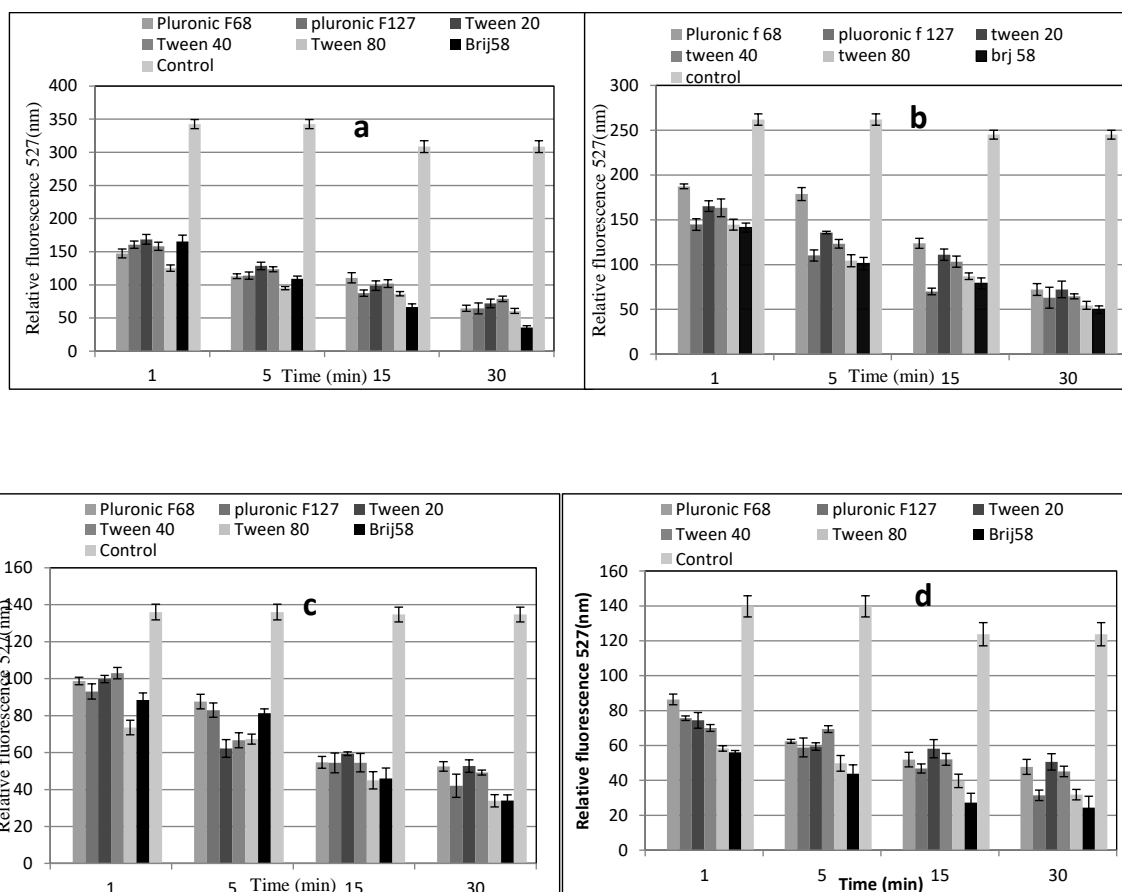 Pluronic F68 pluronic F127 Tween 20
Tween 40 Tween 80 Brij58
Control
a
Relative fluorescence 527(nm)
400
350
300
250
200
150
100
50
0
1 5 Time (min) 15 30
Pluronic f 68 pluoronic f 127 tween 20
tween 40 tween 80 brj 58
control
b
Relative fluorescence 527(nm)
300
250
200
150
100
50
0
1 5 Time (min) 15 30
Pluronic F68 pluronic F127 Tween 20
Tween 40 Tween 80 Brij58
Control
c
Relative fluorescence 527(nm)
160
140
120
100
80
60
40
20
0
1 5 Time (min) 15 30
Pluronic F68 pluronic F127 Tween 20
Tween 40 Tween 80 Brij58
Control
d
Relative fluorescence 527(nm)
160
140
120
100
80
60
40
20
0
1 5 Time (min) 15 30